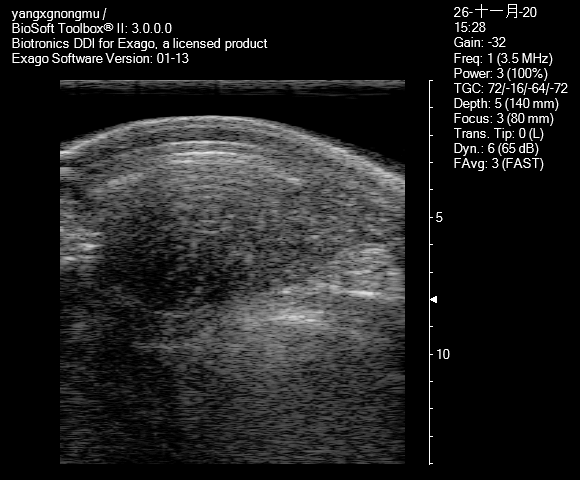 yangxgnongmu /
BioSoft Toolbox® II: 3.0.0.0
Biotronics DDI for Exago, a licensed product
Exago Software Version: 01-13
26-十一月-20
15:28
Gain: -32
Freq: 1 (3.5 MHz)
Power: 3 (100%)
TGC: 72/-16/-64/-72
Depth: 5 (140 mm)
Focus: 3 (80 mm)
Trans. Tip: 0 (L)
Dyn.: 6 (65 dB)
FAvg: 3 (FAST)
5
10